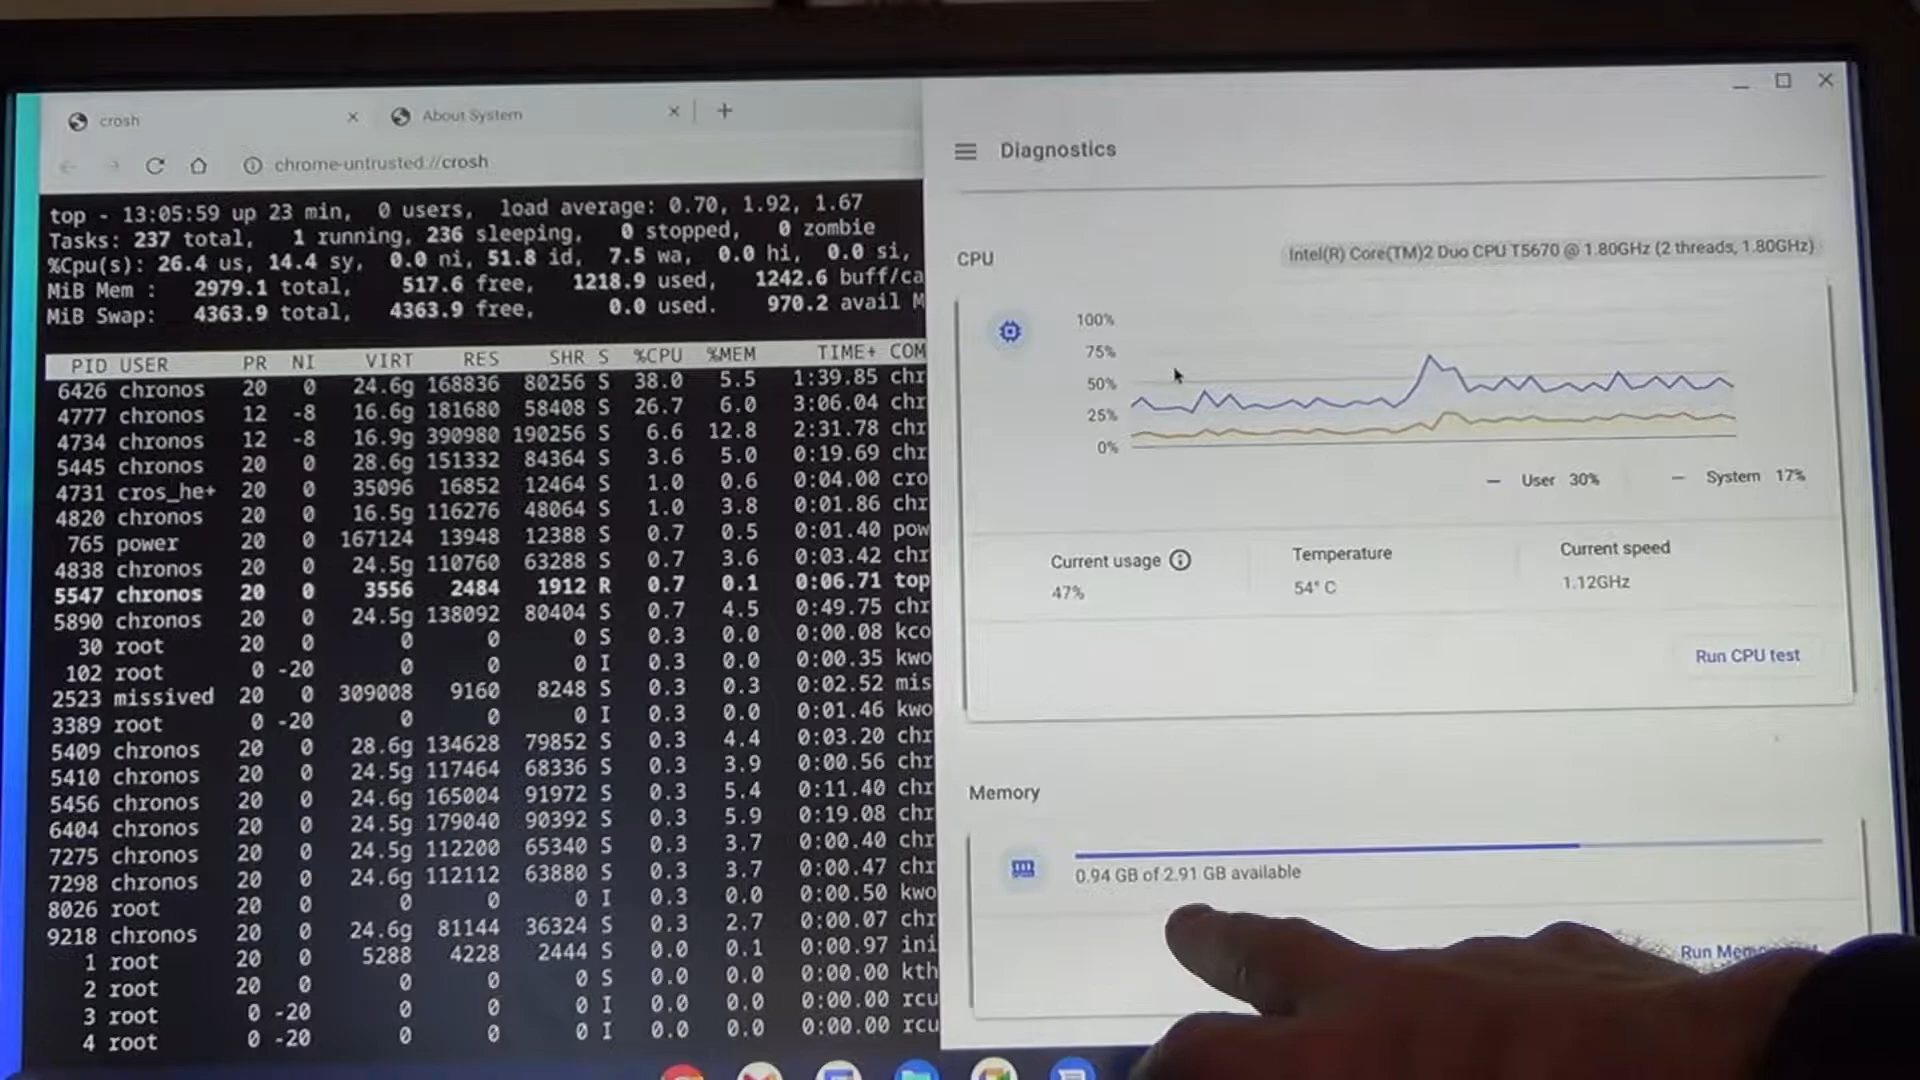 crosh
About System
chrome-untrusted://crosh
top - 13:05:59 up 23 min, 0 users, load average: 0.70, 1.92, 1.67
Tasks: 237 total, 1 running, 236 sleeping, 0 stopped, 0 zombie
%Cpu(s): 26.4 us, 14.4 sy, 0.0 ni, 51.8 id, 7.5 wa, 0.0 hi, 0.0 si,
MiB Mem : 2979.1 total, 517.6 free, 1218.9 used, 1242.6 buff/ca
MiB Swap: 4363.9 total, 4363.9 free, 0.0 used. 970.2 avail M
PID USER PR NI VIRT RES SHR S %CPU %MEM TIME+ COM
6426 chronos 20 0 24.6g 168836 80256 S 38.0 5.5 1:39.85 chr
4777 chronos 12 -8 16.6g 181680 58408 S 26.7 6.0 3:06.04 chr
4734 chronos 12 -8 16.9g 390980 190256 S 6.6 12.8 2:31.78 chr
5445 chronos 20 0 28.6g 151332 84364 S 3.6 5.0 0:19.69 chr
4731 cros_he+ 20 0 35096 16852 12464 S 1.0 0.6 0:04.00 cro
4820 chronos 20 0 16.5g 116276 48064 S 1.0 3.8 0:01.86 chr
765 power 20 0 167124 13948 12388 S 0.7 0.5 0:01.40 pow
4838 chronos 20 0 24.5g 110760 63288 S 0.7 3.6 0:03.42 chr
5547 chronos 20 0 3556 2484 1912 R 0.7 0.1 0:06.71 top
5890 chronos 20 0 24.5g 138092 80404 S 0.7 4.5 0:49.75 chr
30 root 20 0 0 0 0 S 0.3 0.0 0:00.08 kco
102 root 0 -20 0 0 0 I 0.3 0.0 0:00.35 kwo
2523 missived 20 0 309008 9160 8248 S 0.3 0.3 0:02.52 mis
3389 root 0 -20 0 0 0 I 0.3 0.0 0:01.46 kwo
5409 chronos 20 0 28.6g 134628 79852 S 0.3 4.4 0:03.20 chr
5410 chronos 20 0 24.5g 117464 68336 S 0.3 3.9 0:00.56 chr
5456 chronos 20 0 24.6g 165004 91972 S 0.3 5.4 0:11.40 chr
6404 chronos 20 0 24.5g 179040 90392 S 0.3 5.9 0:19.08 chr
7275 chronos 20 0 24.5g 112200 65340 S 0.3 3.7 0:00.40 chr
7298 chronos 20 0 24.6g 112112 63880 S 0.3 3.7 0:00.47 chr
8026 root 20 0 0 0 0 I 0.3 0.0 0:00.50 kwo
9218 chronos 20 0 24.6g 81144 36324 S 0.3 2.7 0:00.07 chr
1 root 20 0 5288 4228 2444 S 0.0 0.1 0:00.97 ini
2 root 20 0 0 0 0 S 0.0 0.0 0:00.00 kth
3 root 0 -20 0 0 0 I 0.0 0.0 0:00.00 rcu
4 root 0 -20 0 0 0 I 0.0 0.0 0:00.00 rcu
Diagnostics
CPU
Intel(R) Core(TM)2 Duo CPU T5670 @ 1.80GHz (2 threads, 1.80GHz)
100%
75%
50%
25%
0%
User 30% System 17%
Current usage
47%
Temperature
54° C
Current speed
1.12GHz
Run CPU test
Memory
0.94 GB of 2.91 GB available
Run